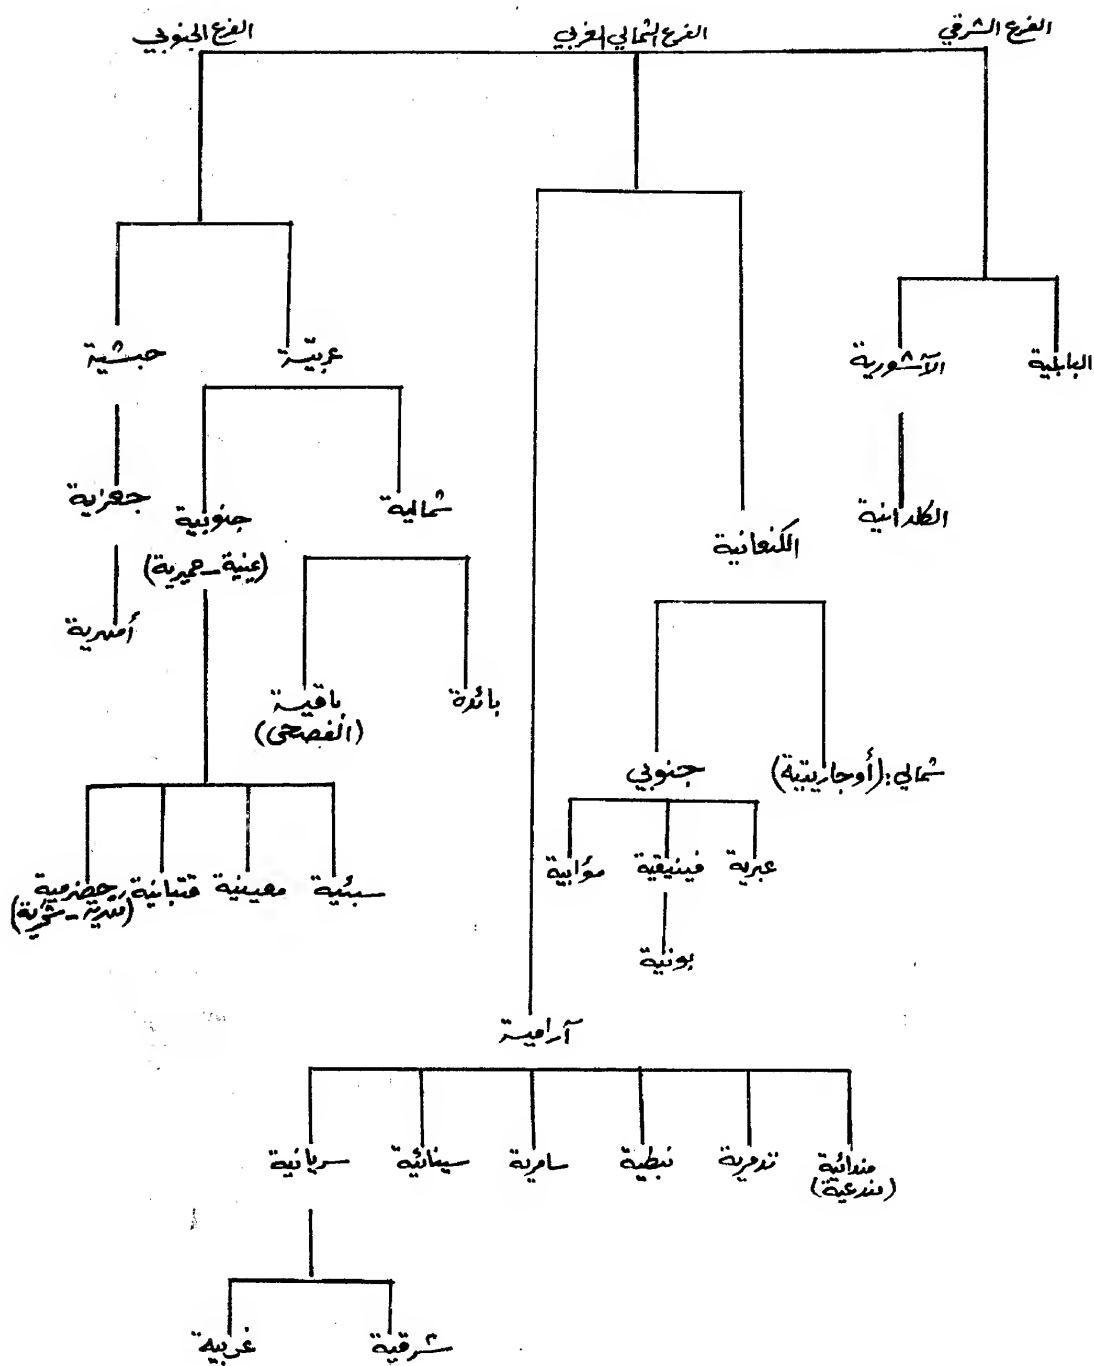 الفرع الشرقي
الفرع الشمالي الغربي
الفرع الجنوبي
البابلية
الآشورية
عربية
حبشية
الكلدانية
الكنعانية
شمالية
جنوبية
(يمنية - حميرية)
جعزية
أمهرية
بائدة
باقية
(الفصحى)
شمالي: (أوجاريتية)
جنوبي
عبرية
فينيقية
مؤابية
بونية
سبئية
معينية
قتبانية
حضرمية
(مهرية - شحرية)
آرامية
مندائية
(مندعية)
تدمرية
نبطية
سامرية
سينائية
سريانية
شرقية
غربية